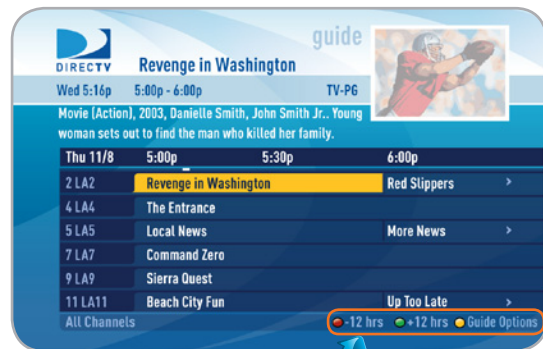 guide
DIRECTV
Revenge in Washington
Wed 5:16p 5:00p - 6:00p TV-PG
Movie (Action), 2003, Danielle Smith, John Smith Jr.. Young
woman sets out to find the man who killed her family.
Thu 11/8 5:00p 5:30p 6:00p
2 LA2 Revenge in Washington Red Slippers >
4 LA4 The Entrance
5 LA5 Local News More News >
7 LA7 Command Zero
9 LA9 Sierra Quest
11 LA11 Beach City Fun Up Too Late >
All Channels -12 hrs +12 hrs Guide Options